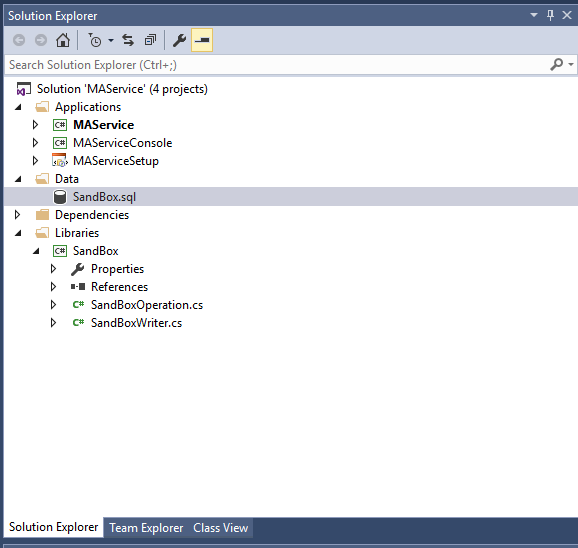 Solution Explorer
Search Solution Explorer (Ctrl+;)
Solution 'MAService' (4 projects)
Applications
C# MAService
C# MAServiceConsole
MAServiceSetup
Data
SandBox.sql
Dependencies
Libraries
C# SandBox
Properties
References
C# SandBoxOperation.cs
C# SandBoxWriter.cs
Solution Explorer Team Explorer Class View